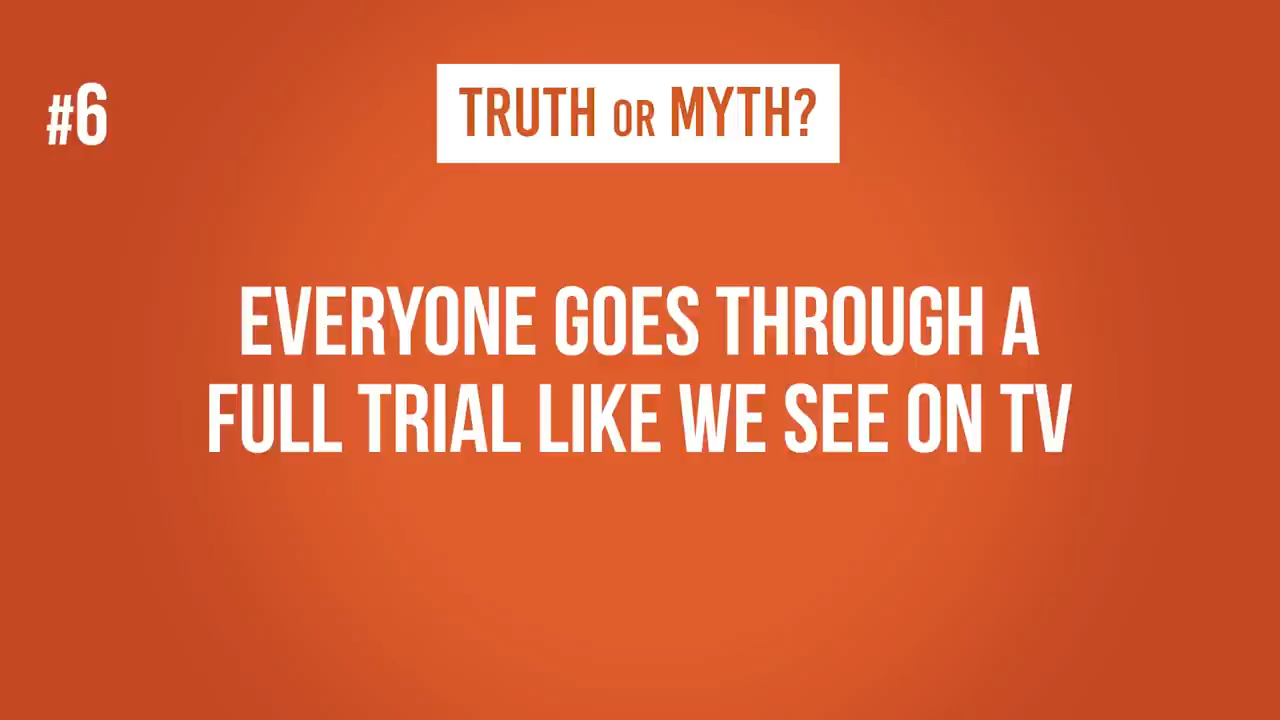 #6
TRUTH OR MYTH?
EVERYONE GOES THROUGH A
FULL TRIAL LIKE WE SEE ON TV